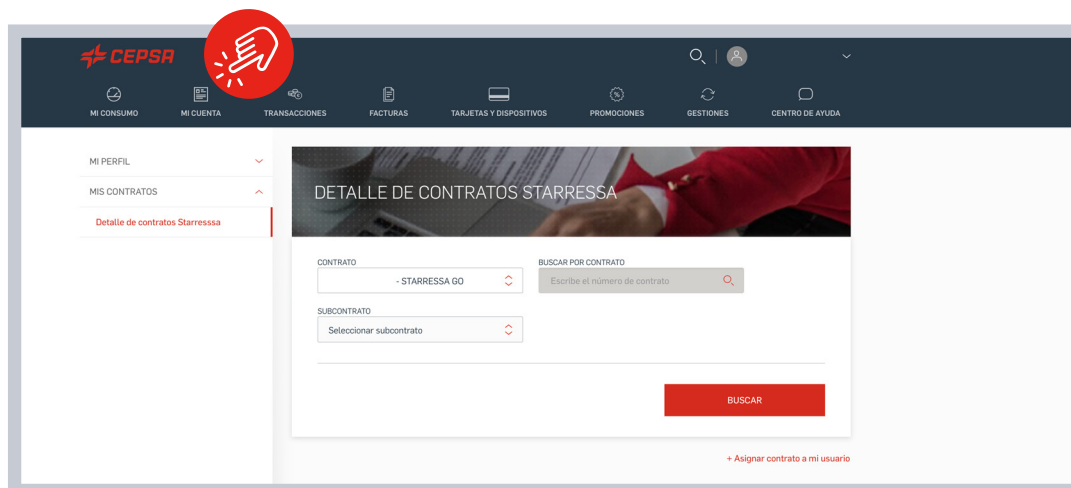 CEPSA
MI CONSUMO MI CUENTA TRANSACCIONES FACTURAS TARJETAS Y DISPOSITIVOS PROMOCIONES GESTIONES CENTRO DE AYUDA
MI PERFIL
MIS CONTRATOS
Detalle de contratos Starresssa
DETALLE DE CONTRATOS STARRESSA
CONTRATO BUSCAR POR CONTRATO
- STARRESSA GO Escribe el número de contrato
SUBCONTRATO
Seleccionar subcontrato
BUSCAR
+ Asignar contrato a mi usuario